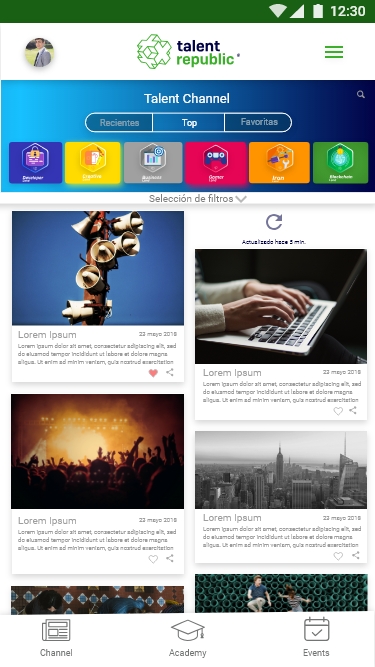 12:30
talent
republic
Talent Channel
Recientes
Top
Favoritas
Developer
Creative
Business
Gamer
Iron
Blockchain
Selección de filtros
Actualizado hace 5 min.
Lorem Ipsum
23 mayo 2018
Lorem ipsum dolor sit amet, consectetur adipiscing elit, sed
do eiusmod tempor incididunt ut labore et dolore magna
aliqua. Ut enim ad minim veniam, quis nostrud exercitation
Lorem Ipsum
23 mayo 2018
Lorem ipsum dolor sit amet, consectetur adipiscing elit, sed
do eiusmod tempor incididunt ut labore et dolore magna
aliqua. Ut enim ad minim veniam, quis nostrud exercitation
Lorem Ipsum
23 mayo 2018
Lorem ipsum dolor sit amet, consectetur adipiscing elit, sed
do eiusmod tempor incididunt ut labore et dolore magna
aliqua. Ut enim ad minim veniam, quis nostrud exercitation
Lorem Ipsum
23 mayo 2018
Lorem ipsum dolor sit amet, consectetur adipiscing elit, sed
do eiusmod tempor incididunt ut labore et dolore magna
aliqua. Ut enim ad minim veniam, quis nostrud exercitation
Channel
Academy
Events